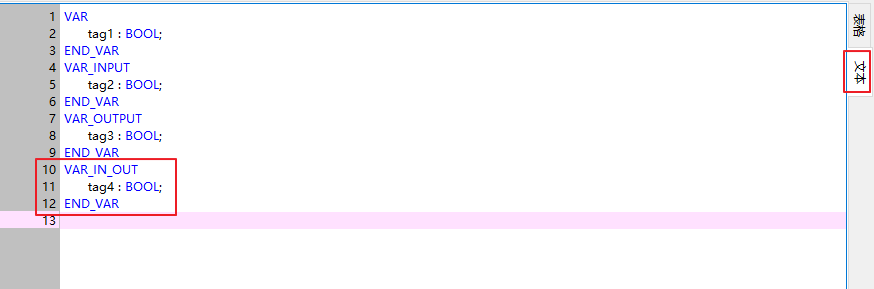 1 VAR
2 tag1 : BOOL;
3 END_VAR
4 VAR_INPUT
5 tag2 : BOOL;
6 END_VAR
7 VAR_OUTPUT
8 tag3 : BOOL;
9 END_VAR
10 VAR_IN_OUT
11 tag4 : BOOL;
12 END_VAR
13
表格
文本